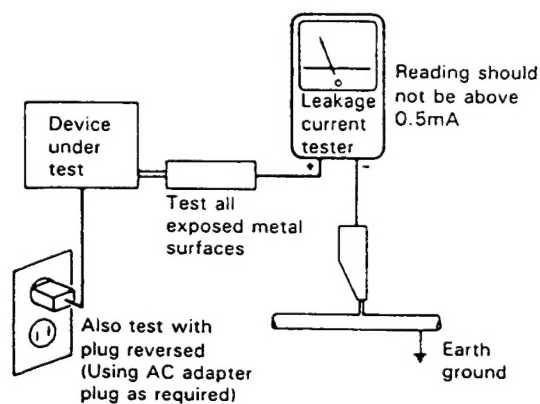 Device
under
test
Leakage
current
tester
+ -
Reading should
not be above
0.5mA
Test all
exposed metal
surfaces
Also test with
plug reversed
(Using AC adapter
plug as required)
Earth
ground